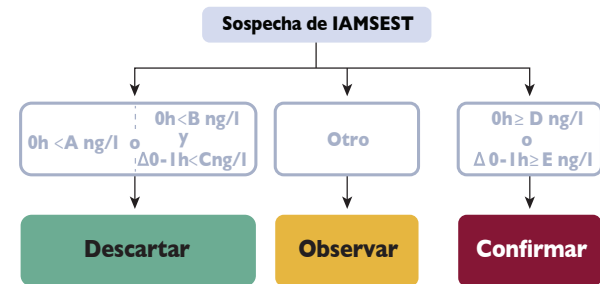 Sospecha de IAMSEST
0h <A ng/l o
0h<B ng/l
y
Δ0-1h<Cng/l
Otro
0h≥ D ng/l
o
Δ 0-1h≥E ng/l
Descartar
Observar
Confirmar